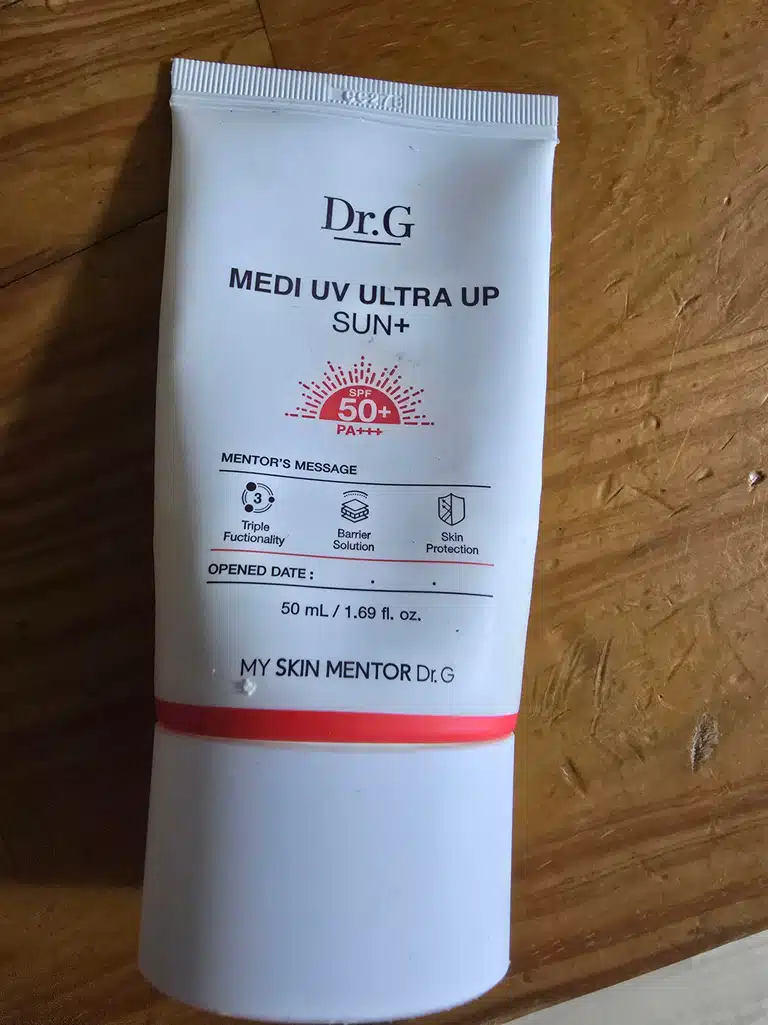 Dr.G
MEDI UV ULTRA UP
SUN+
SPF
50+
PA+++
MENTOR'S MESSAGE
3
Triple
Fuctionality
Barrier
Solution
Skin
Protection
OPENED DATE : . .
50 mL / 1.69 fl. oz.
MY SKIN MENTOR Dr.G